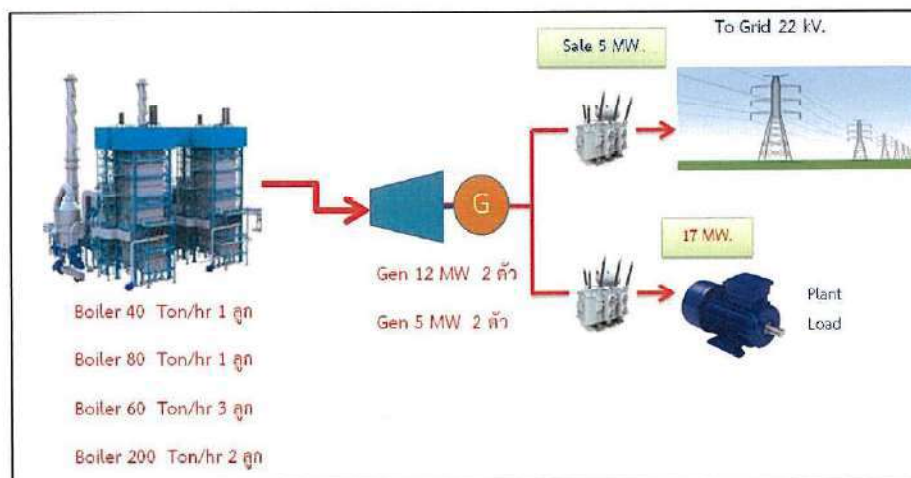 To Grid 22 kV.
Sale 5 MW.
G
17 MW.
Gen 12 MW 2 ตัว
Gen 5 MW 2 ตัว
Plant
Load
Boiler 40 Ton/hr 1 ลูก
Boiler 80 Ton/hr 1 ลูก
Boiler 60 Ton/hr 3 ลูก
Boiler 200 Ton/hr 2 ลูก